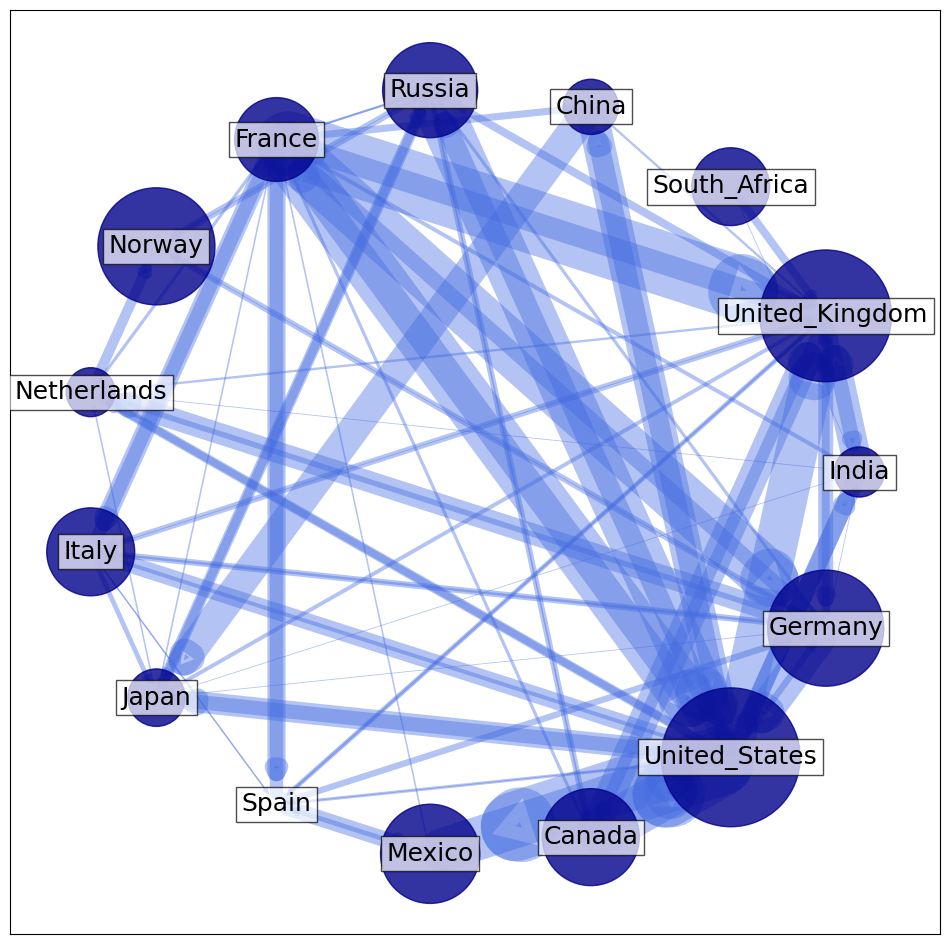 Russia
China
France
South_Africa
Norway
United_Kingdom
Netherlands
India
Italy
Germany
Japan
United_States
Spain
Canada
Mexico